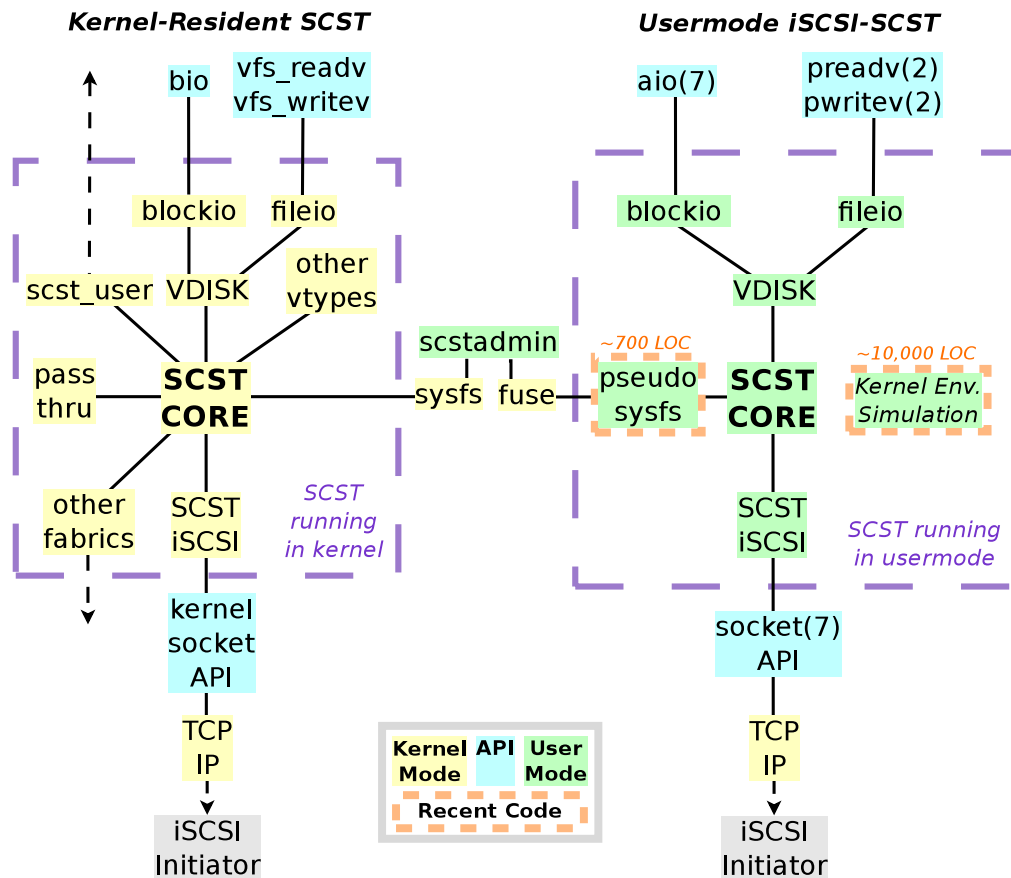 Kernel-Resident SCST
Usermode iSCSI-SCST
bio
vfs_readv
vfs_writev
aio(7)
preadv(2)
pwritev(2)
blockio
fileio
blockio
fileio
scst_user
VDISK
other
vtypes
VDISK
scstadmin
sysfs
fuse
~700 LOC
pseudo
sysfs
~10,000 LOC
Kernel Env.
Simulation
pass
thru
SCST
CORE
SCST
CORE
other
fabrics
SCST
iSCSI
SCST
running
in kernel
SCST
iSCSI
SCST running
in usermode
kernel
socket
API
socket(7)
API
TCP
IP
TCP
IP
Kernel
Mode
API
User
Mode
Recent Code
iSCSI
Initiator
iSCSI
Initiator